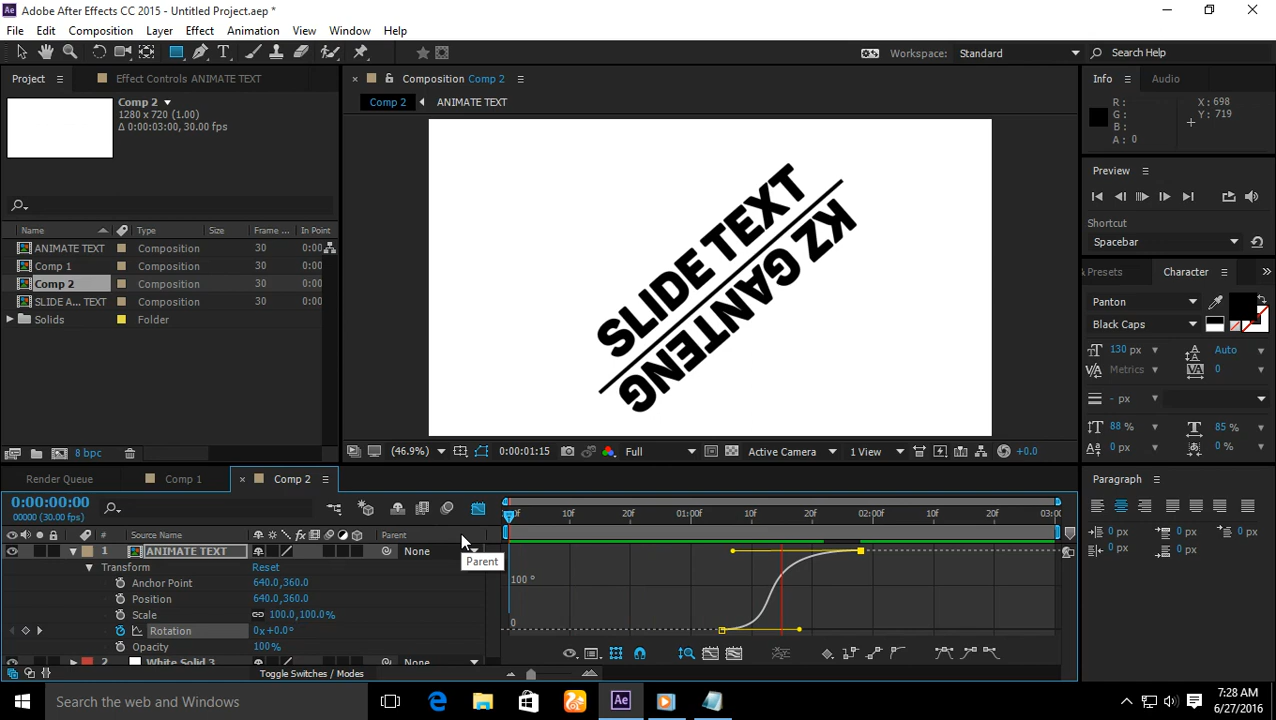 Ae Adobe After Effects CC 2015 - Untitled Project.aep *
File Edit Composition Layer Effect Animation View Window Help
Workspace: Standard Search Help
Project Effect Controls ANIMATE TEXT
Composition Comp 2
Info Audio
Comp 2
1280 x 720 (1.00)
Δ 0:00:03:00, 30.00 fps
Comp 2 ANIMATE TEXT
R: X: 698
G: Y: 719
B:
A: 0
SLIDE TEXT
KZ GANTENG
Preview
Shortcut
Spacebar
Name Type Size Frame ... In Point
ANIMATE TEXT Composition 30 0:00
Comp 1 Composition 30 0:00
Comp 2 Composition 30 0:00
SLIDE A... TEXT Composition 30 0:00
Solids Folder
& Presets Character
Panton
Black Caps
130 px Auto
Metrics 0
- px
88 % 85 %
0 px 0 %
8 bpc
(46.9%) 0:00:01:15 Full Active Camera 1 View +0.0
Render Queue Comp 1 Comp 2
Paragraph
0:00:00:00
(30.00 fps)
0 px 0 px 0 px
0 px 0 px
10f 20f 01:00f 10f 20f 02:00f 10f 20f 03:0
# Source Name Parent
1 ANIMATE TEXT None
Parent
Transform Reset
Anchor Point 640.0,360.0
Position 640.0,360.0
Scale 100.0,100.0%
Rotation 0x+0.0°
Opacity 100%
100 °
0
2 White Solid 3 None
Toggle Switches / Modes
Search the web and Windows
Ae
7:28 AM
6/27/2016